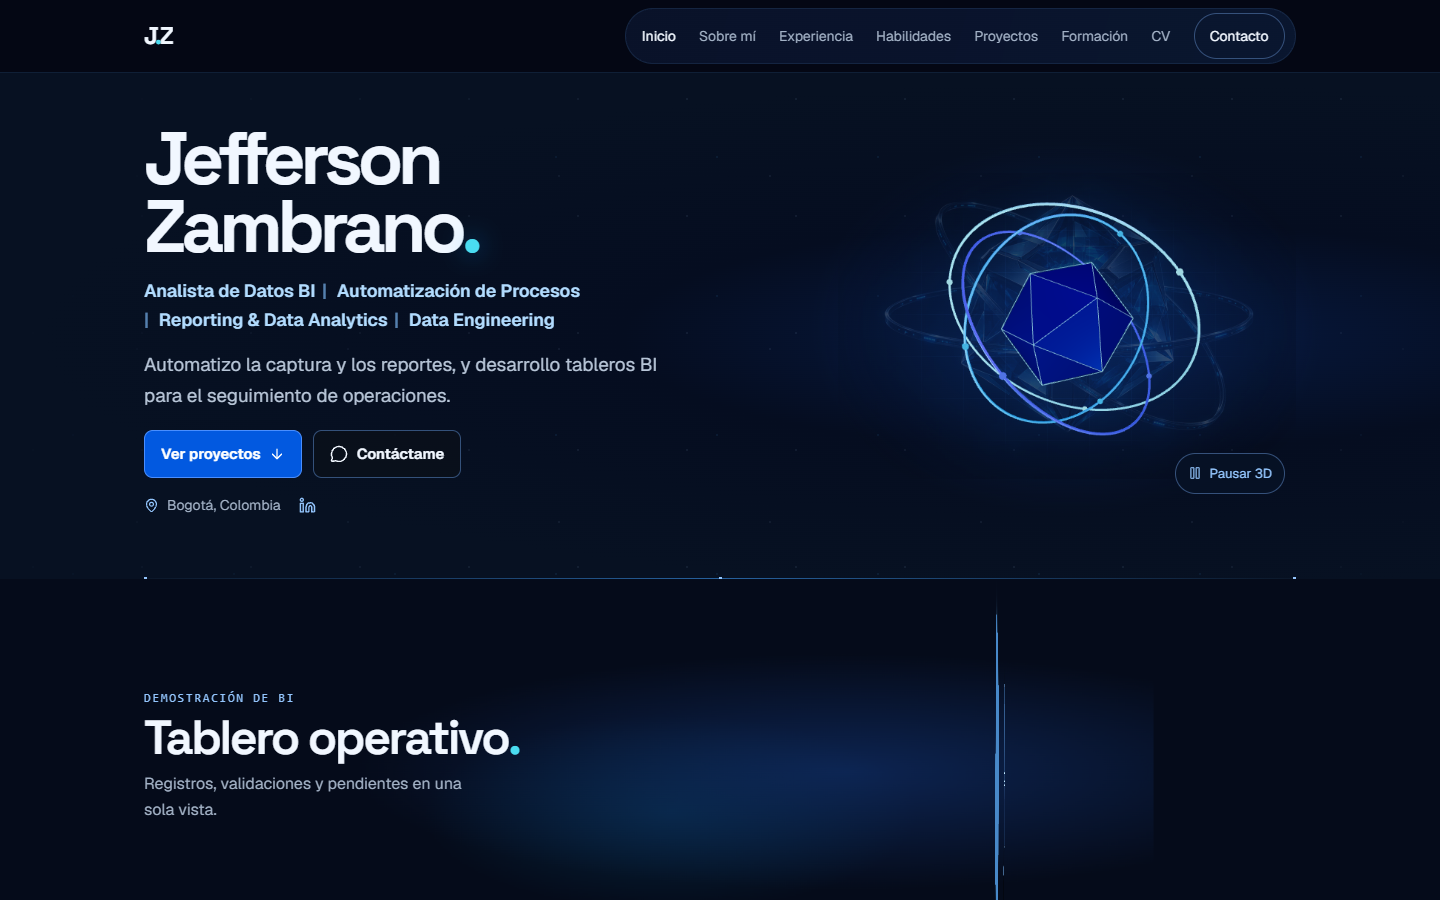 J.Z
Inicio Sobre mí Experiencia Habilidades Proyectos Formación CV Contacto
Jefferson
Zambrano.
Analista de Datos BI | Automatización de Procesos
| Reporting & Data Analytics | Data Engineering
Automatizo la captura y los reportes, y desarrollo tableros BI
para el seguimiento de operaciones.
Ver proyectos Contáctame
Pausar 3D
Bogotá, Colombia in
DEMOSTRACIÓN DE BI
Tablero operativo.
Registros, validaciones y pendientes en una
sola vista.